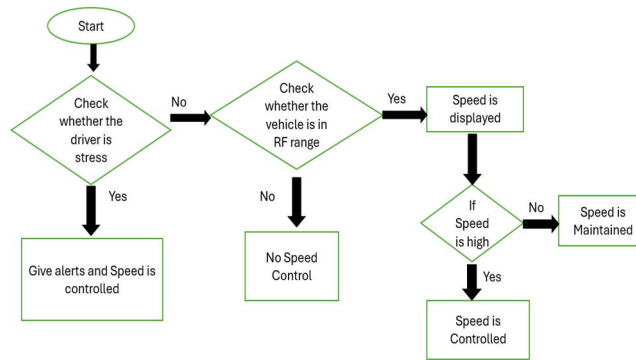 Start
Check
whether the
driver is
stress
No
Check
whether the
vehicle is in
RF range
Yes
Speed is
displayed
Yes
No
If
Speed
is high
No
Speed is
Maintained
Give alerts and Speed is
controlled
No Speed
Control
Yes
Speed is
Controlled